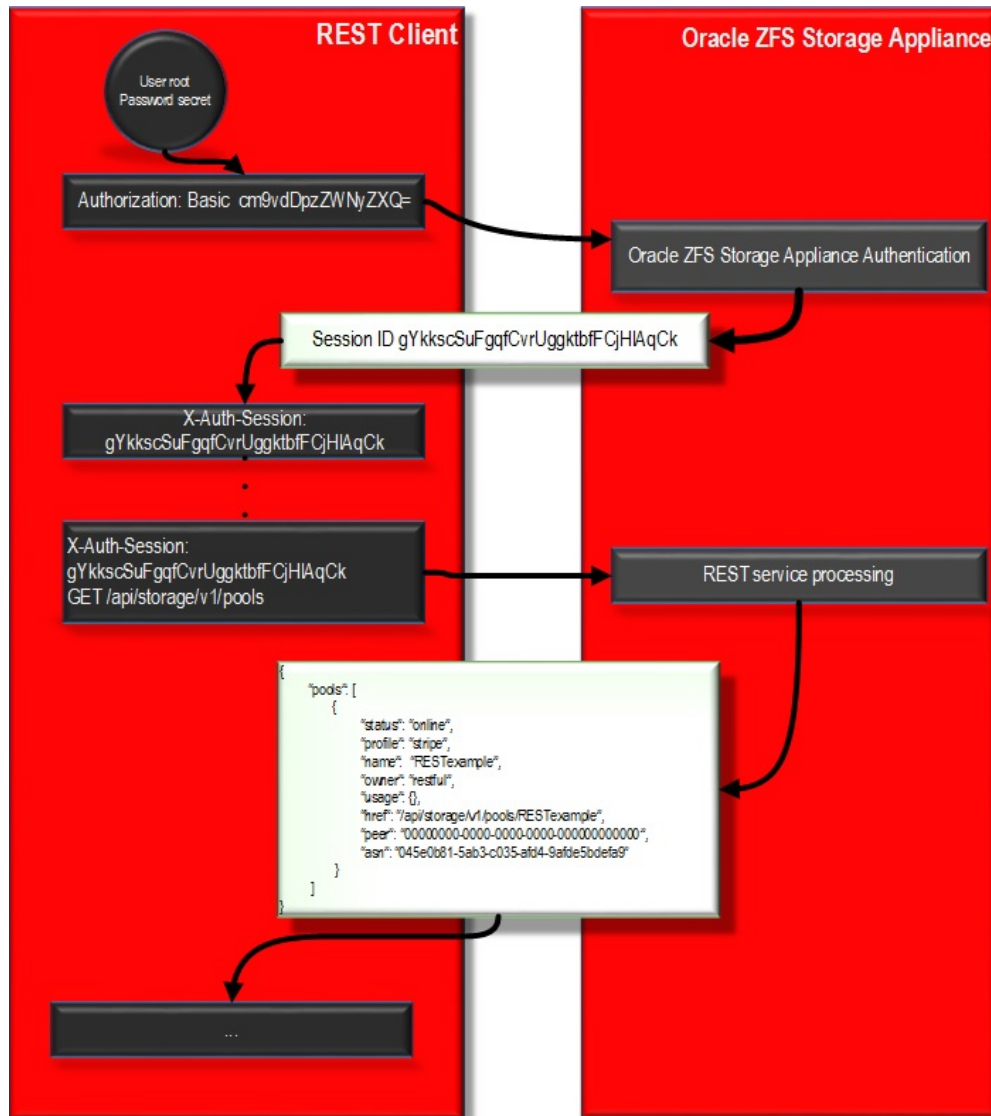 REST Client
Oracle ZFS Storage Appliance
User root
Password secret
Authorization: Basic cm9vdDpzZWNyZXQ=
Oracle ZFS Storage Appliance Authentication
Session ID gYkkscSuFgqfCvrUggktbfFCjHlAqCk
X-Auth-Session:
gYkkscSuFgqfCvrUggktbfFCjHlAqCk
.
.
.
X-Auth-Session:
gYkkscSuFgqfCvrUggktbfFCjHlAqCk
GET /api/storage/v1/pools
REST service processing
{
"pools": [
{
"status": "online",
"profile": "stripe",
"name": "RESTexample",
"owner": "restful",
"usage": {},
"href": "/api/storage/v1/pools/RESTexample",
"peer": "00000000-0000-0000-0000-000000000000",
"asn": "045e0b81-5ab3-c035-afd4-9afde5bdefa9"
}
]
}
...